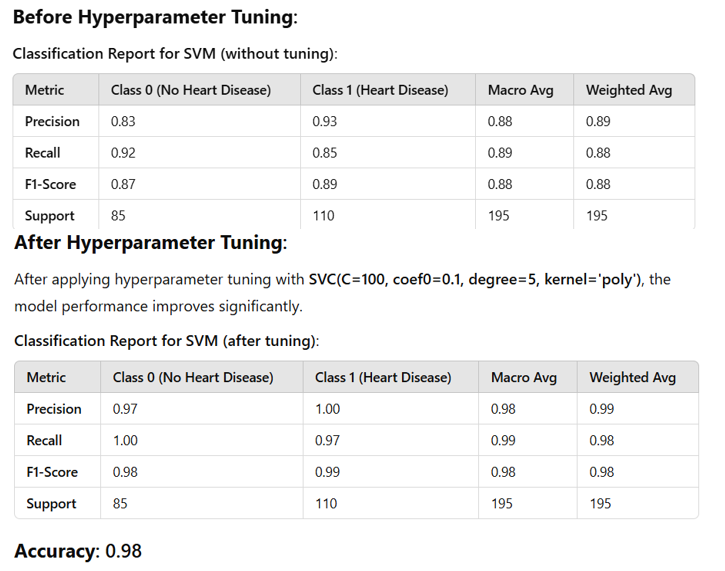 Before Hyperparameter Tuning:
Classification Report for SVM (without tuning):
Metric Class 0 (No Heart Disease) Class 1 (Heart Disease) Macro Avg Weighted Avg
Precision 0.83 0.93 0.88 0.89
Recall 0.92 0.85 0.89 0.88
F1-Score 0.87 0.89 0.88 0.88
Support 85 110 195 195
After Hyperparameter Tuning:
After applying hyperparameter tuning with SVC(C=100, coef0=0.1, degree=5, kernel='poly'), the
model performance improves significantly.
Classification Report for SVM (after tuning):
Metric Class 0 (No Heart Disease) Class 1 (Heart Disease) Macro Avg Weighted Avg
Precision 0.97 1.00 0.98 0.99
Recall 1.00 0.97 0.99 0.98
F1-Score 0.98 0.99 0.98 0.98
Support 85 110 195 195
Accuracy: 0.98